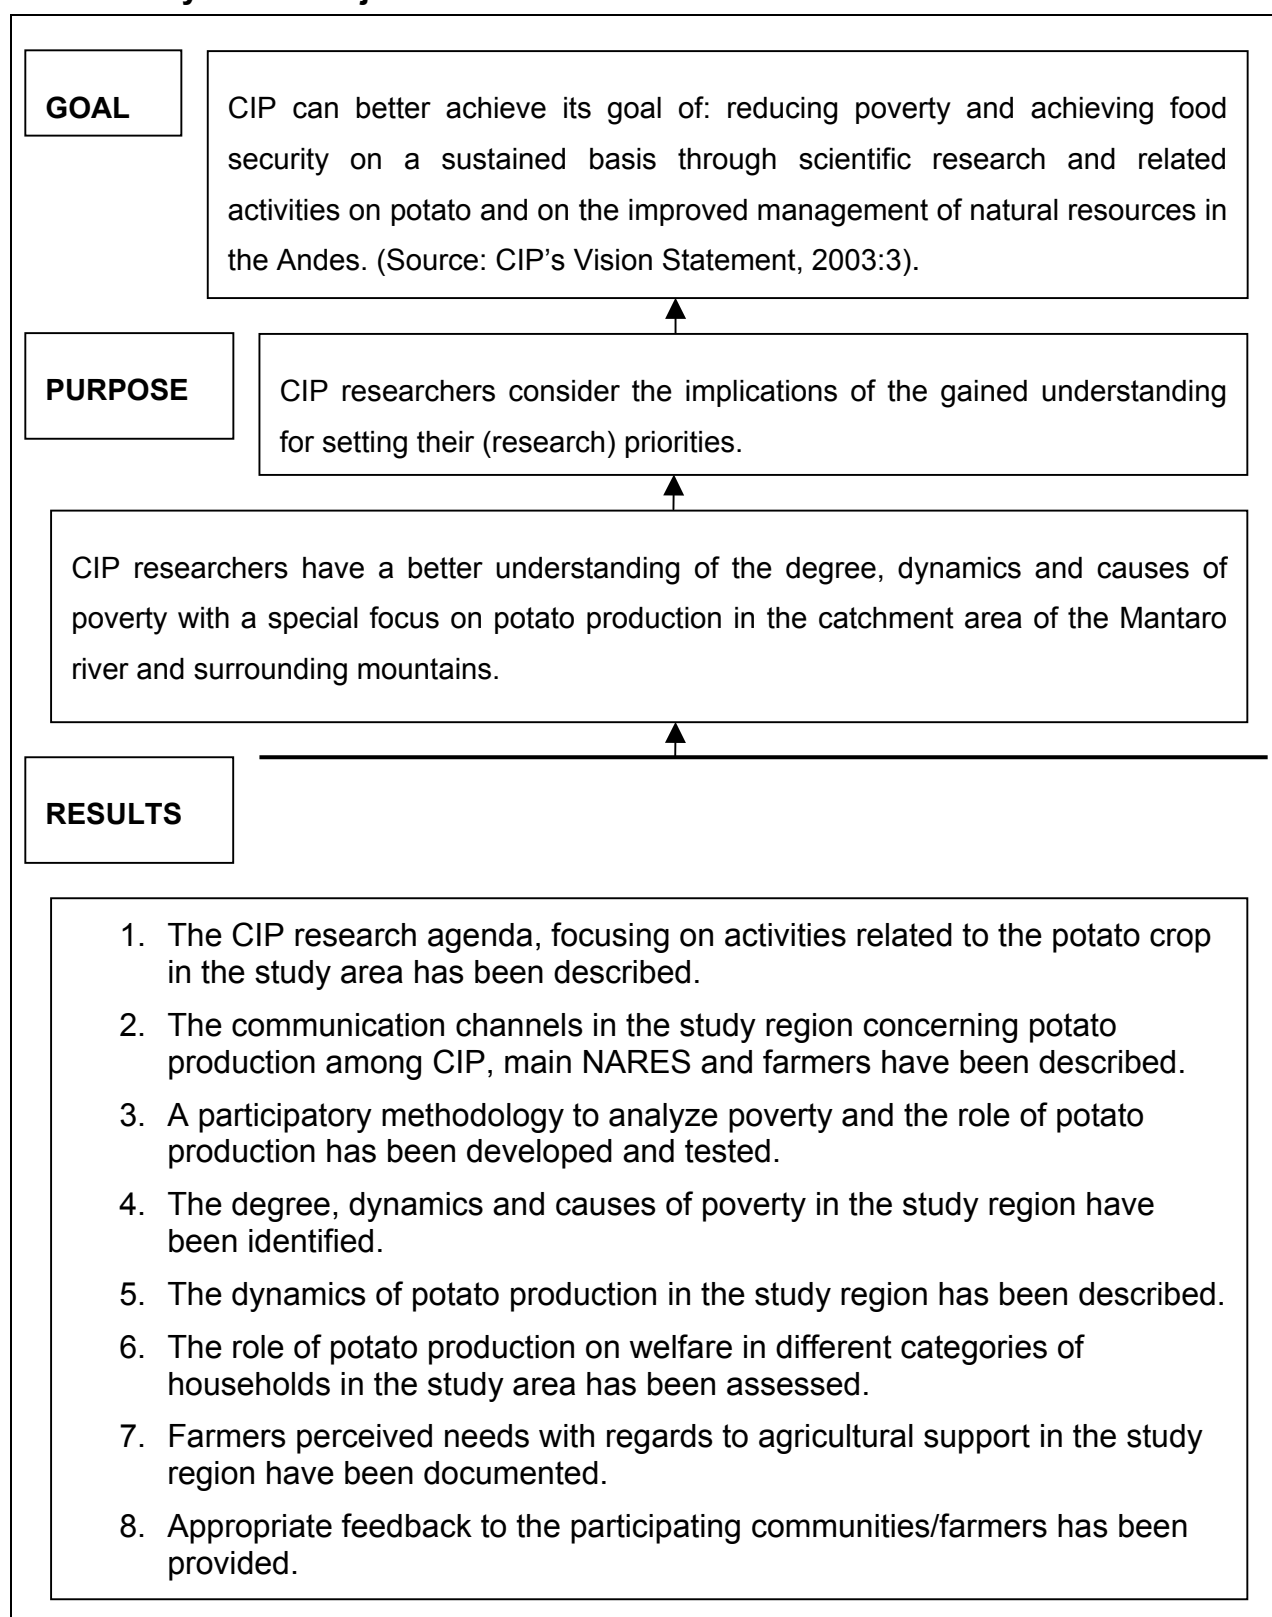 GOAL
CIP can better achieve its goal of: reducing poverty and achieving food
security on a sustained basis through scientific research and related
activities on potato and on the improved management of natural resources in
the Andes. (Source: CIP’s Vision Statement, 2003:3).
PURPOSE
CIP researchers consider the implications of the gained understanding
for setting their (research) priorities.
CIP researchers have a better understanding of the degree, dynamics and causes of
poverty with a special focus on potato production in the catchment area of the Mantaro
river and surrounding mountains.
RESULTS
1. The CIP research agenda, focusing on activities related to the potato crop
in the study area has been described.
2. The communication channels in the study region concerning potato
production among CIP, main NARES and farmers have been described.
3. A participatory methodology to analyze poverty and the role of potato
production has been developed and tested.
4. The degree, dynamics and causes of poverty in the study region have
been identified.
5. The dynamics of potato production in the study region has been described.
6. The role of potato production on welfare in different categories of
households in the study area has been assessed.
7. Farmers perceived needs with regards to agricultural support in the study
region have been documented.
8. Appropriate feedback to the participating communities/farmers has been
provided.